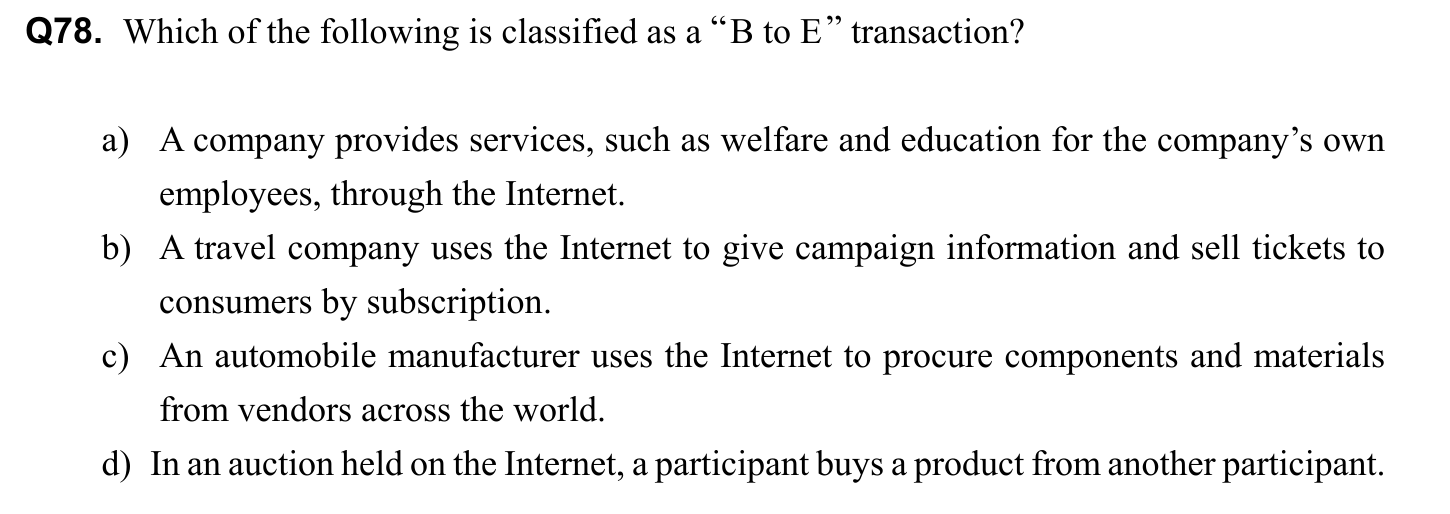 Q78. Which of the following is classified as a “B to E” transaction?
a) A company provides services, such as welfare and education for the company’s own
employees, through the Internet.
b) A travel company uses the Internet to give campaign information and sell tickets to
consumers by subscription.
c) An automobile manufacturer uses the Internet to procure components and materials
from vendors across the world.
d) In an auction held on the Internet, a participant buys a product from another participant.